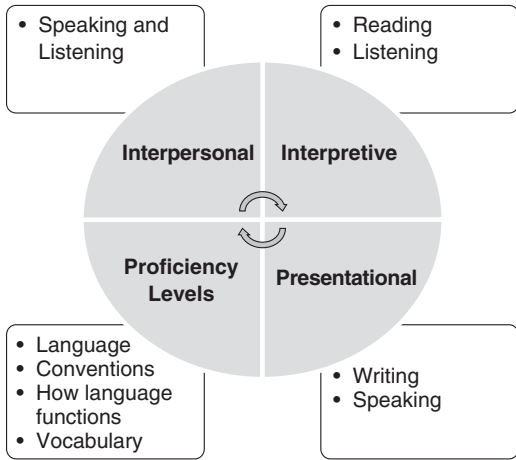 • Speaking and
Listening
• Reading
• Listening
Interpersonal
Interpretive
Proficiency
Levels
Presentational
• Language
• Conventions
• How language
functions
• Vocabulary
• Writing
• Speaking